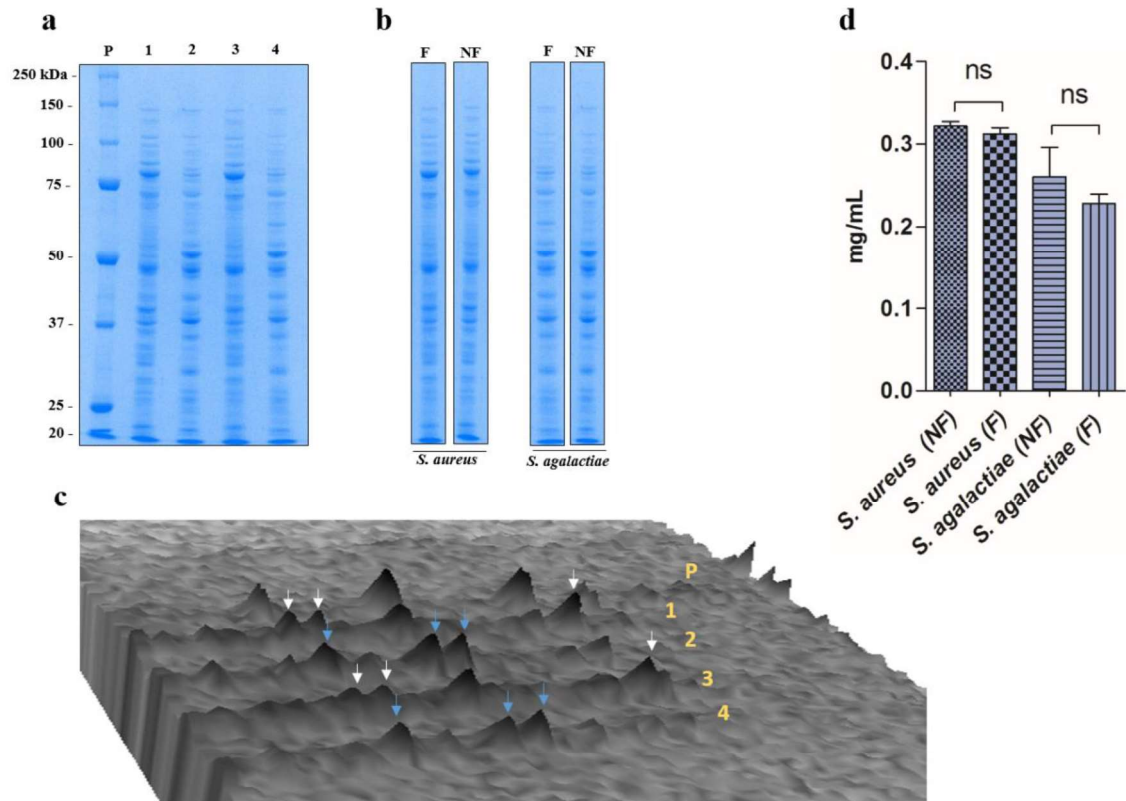 a
P 1 2 3 4
250 kDa -
150 -
100 -
75 -
50 -
37 -
25 -
20 -
b
F NF F NF
S. aureus S. agalactiae
c
P
1
2
3
4
d
ns
ns
0.4
0.3
0.2
0.1
0.0
mg/mL
S. aureus (NF)
S. aureus (F)
S. agalactiae (NF)
S. agalactiae (F)